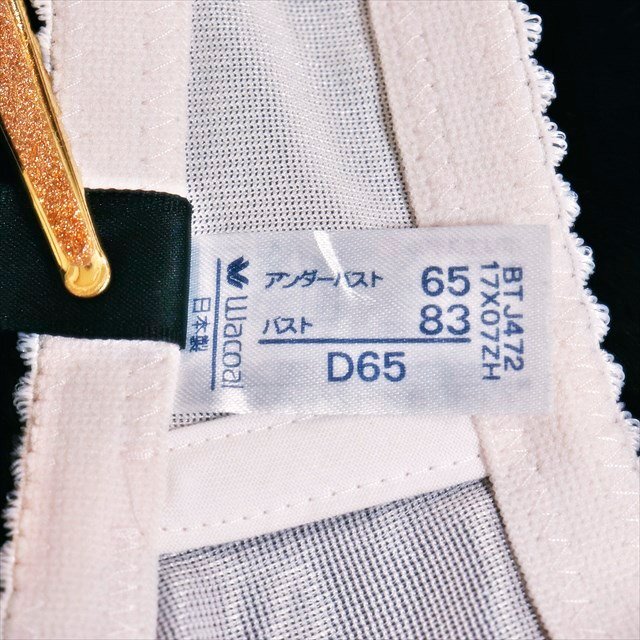 Wacoal
日本製
アンダーバスト 65
バスト 83
D65
BTJ472
17X07ZH